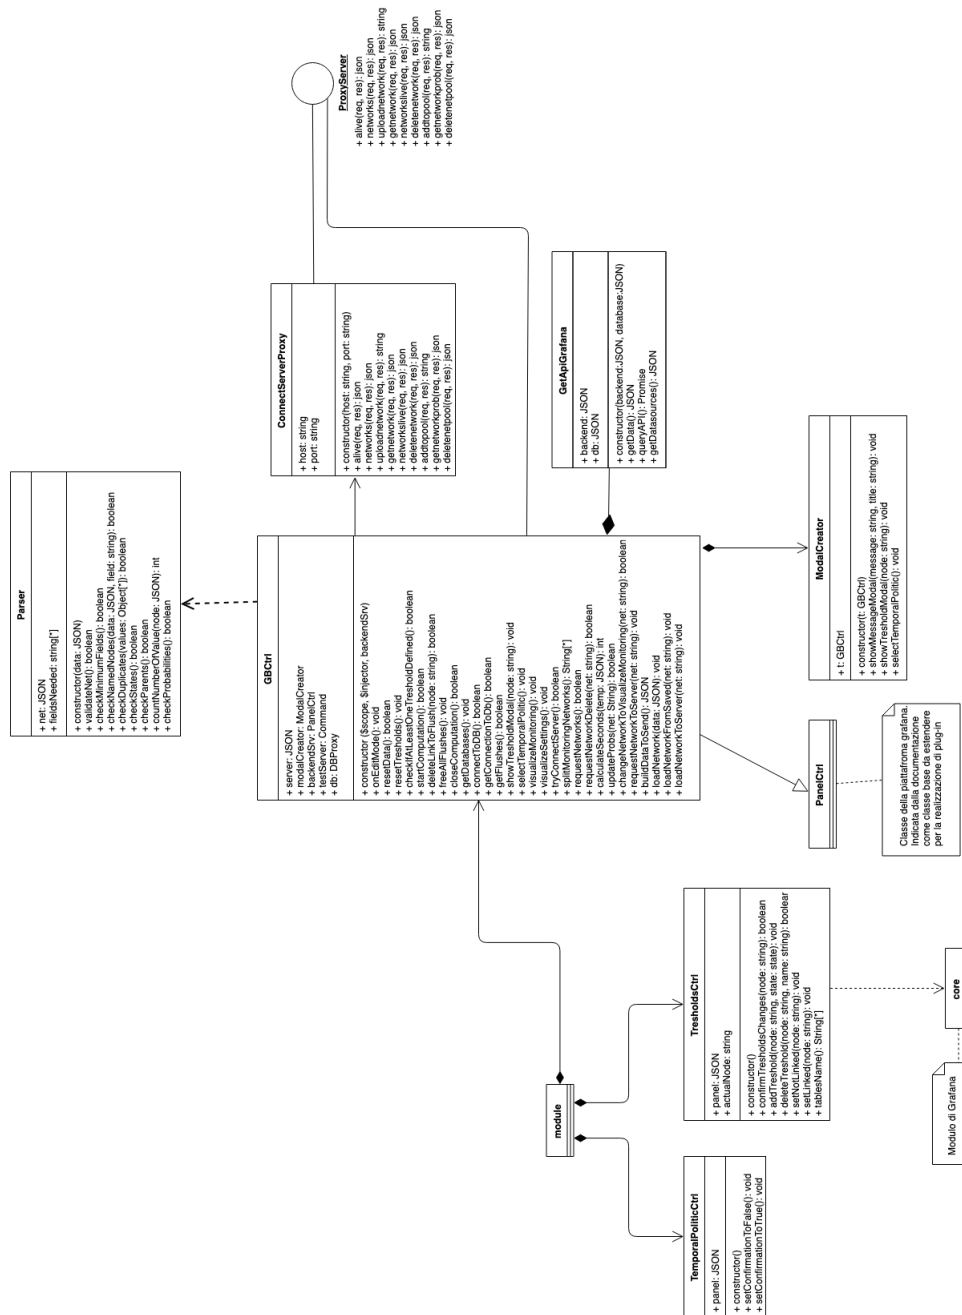 Parser
+ net: JSON
+ fieldsNeeded: string[*]
+ constructor(data: JSON)
+ validateNet(): boolean
+ checkMinimumFields(): boolean
+ checkNamedNodes(data: JSON, field: string): boolean
+ checkDuplicates(values: Object[*]): boolean
+ checkStates(): boolean
+ checkParents(): boolean
+ countNumberOfValue(node: JSON): int
+ checkProbabilities(): boolean
ConnectServerProxy
+ host: string
+ port: string
+ constructor(host: string, port: string)
+ alive(req, res): json
+ networks(req, res): json
+ uploadnetwork(req, res): string
+ getnetwork(req, res): json
+ networkslive(req, res): json
+ deletenetwork(req, res): json
+ addtopool(req, res): string
+ getnetworkprob(req, res): json
+ deletenetpool(req, res): json
ProxyServer
+ alive(req, res): json
+ networks(req, res): json
+ uploadnetwork(req, res): string
+ getnetwork(req, res): json
+ networkslive(req, res): json
+ deletenetwork(req, res): json
+ addtopool(req, res): string
+ getnetworkprob(req, res): json
+ deletenetpool(req, res): json
GBCtrl
+ server: JSON
+ modalCreator: ModalCreator
+ backendSrv: PanelCtrl
+ testServer: Command
+ db: DBProxy
+ constructor ($scope, $injector, backendSrv)
+ onEditMode(): void
+ resetData(): boolean
+ resetThresholds(): void
+ checkIfAtLeastOneTresholdDefined(): boolean
+ startComputation(): boolean
+ deleteLinkToFlush(node: string): boolean
+ freeAllFlushes(): void
+ closeComputation(): boolean
+ getDatabases(): void
+ connectToDB(): boolean
+ getConnectionToDb(): boolean
+ getFlushes(): boolean
+ showTresholdModal(node: string): void
+ selectTemporalPolitic(): void
+ visualizeMonitoring(): void
+ visualizeSettings(): void
+ tryConnectServer(): boolean
+ splitMonitoringNetworks(): String[*]
+ requestNetworks(): boolean
+ requestNetworkDelete(net: string): boolean
+ calculateSeconds(temp: JSON): int
+ updateProbs(net: String): boolean
+ changeNetworkToVisualizeMonitoring(net: string): boolean
+ requestNetworkToServer(net: string): void
+ buildDataToSend(): JSON
+ loadNetwork(data: JSON): void
+ loadNetworkFromSaved(net: string): void
+ loadNetworkToServer(net: string): void
GetApiGrafana
+ backend: JSON
+ db: JSON
+ constructor(backend:JSON, database:JSON)
+ getData(): JSON
+ queryAPI(): Promise
+ getDatasources(): JSON
ModalCreator
+ t: GBCtrl
+ constructor(t: GBCtrl)
+ showMessageModal(message: string, title: string): void
+ showTresholdModal(node: string): void
+ selectTemporalPolitic(): void
PanelCtrl
Classe della piattafroma grafana.
Indicata dalla documentazione
come classe base da estendere
per la realizzazione di plug-in
module
TresholdsCtrl
+ panel: JSON
+ actualNode: string
+ constructor()
+ confirmTresholdsChanges(node: string): boolean
+ addTreshold(node: string, state: state): void
+ deleteTreshold(node: string, name: string): boolear
+ setNotLinked(node: string): void
+ setLinked(node: string): void
+ tablesName(): String[*]
TemporalPoliticCtrl
+ panel: JSON
+ constructor()
+ setConfirmationToFalse(): void
+ setConfirmationToTrue(): void
core
Modulo di Grafana